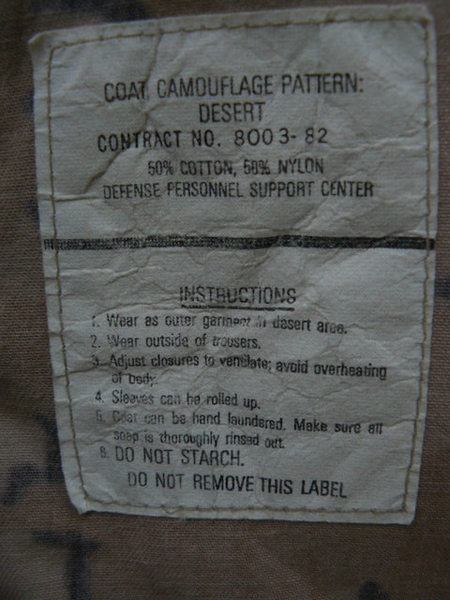 COAT, CAMOUFLAGE PATTERN:
DESERT
CONTRACT NO. 8003-82
50% COTTON, 50% NYLON
DEFENSE PERSONNEL SUPPORT CENTER
INSTRUCTIONS
1. Wear as outer garment in desert area.
2. Wear outside of trousers.
3. Adjust closures to ventilate; avoid overheating
of body.
4. Sleeves can be rolled up.
5. Coat can be hand laundered. Make sure all
soap is thoroughly rinsed out.
6. DO NOT STARCH.
DO NOT REMOVE THIS LABEL